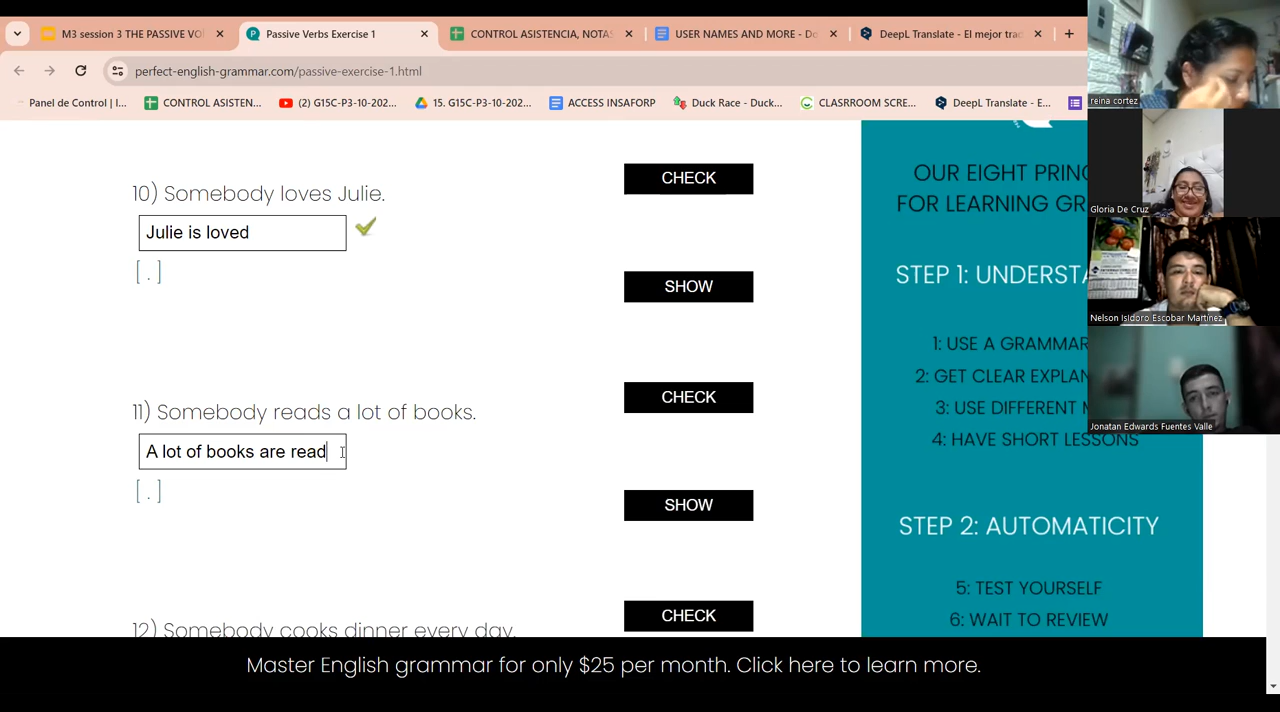 M3 session 3 THE PASSIVE VO
Passive Verbs Exercise 1
CONTROL ASISTENCIA, NOTAS
USER NAMES AND MORE - Do
DeepL Translate - El mejor trad
perfect-english-grammar.com/passive-exercise-1.html
Panel de Control | I...
CONTROL ASISTEN...
(2) G15C-P3-10-202...
15. G15C-P3-10-202...
ACCESS INSAFORP
Duck Race - Duck...
CLASRROOM SCRE...
DeepL Translate - E...
reina cortez
Gloria De Cruz
Nelson Isidoro Escobar Martínez
Jonatan Edwards Fuentes Valle
10) Somebody loves Julie.
Julie is loved
[ . ]
CHECK
SHOW
11) Somebody reads a lot of books.
A lot of books are read
[ . ]
CHECK
SHOW
12) Somebody cooks dinner every day.
CHECK
OUR EIGHT PRINC
FOR LEARNING GR
STEP 1: UNDERSTA
1: USE A GRAMMAR
2: GET CLEAR EXPLAN
3: USE DIFFERENT M
4: HAVE SHORT LESSONS
STEP 2: AUTOMATICITY
5: TEST YOURSELF
6: WAIT TO REVIEW
Master English grammar for only $25 per month. Click here to learn more.